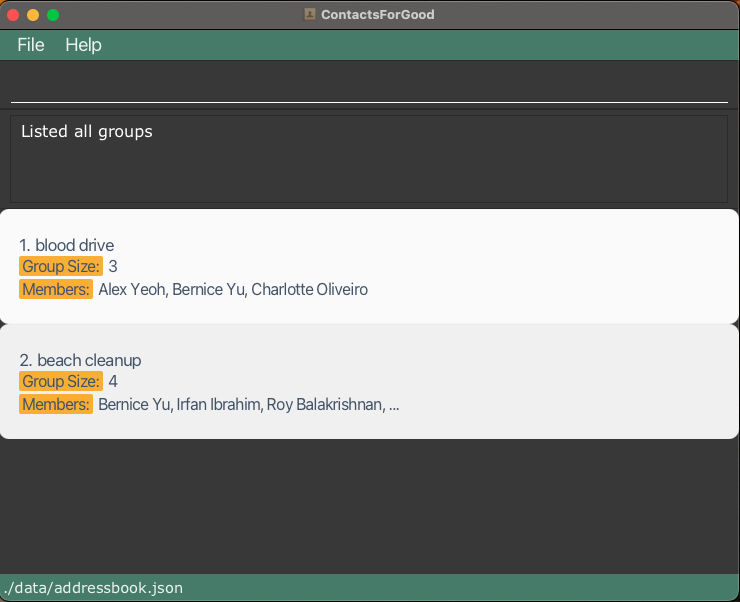 ContactsForGood
File Help
Listed all groups
1. blood drive
Group Size: 3
Members: Alex Yeoh, Bernice Yu, Charlotte Oliveiro
2. beach cleanup
Group Size: 4
Members: Bernice Yu, Irfan Ibrahim, Roy Balakrishnan, ...
./data/addressbook.json